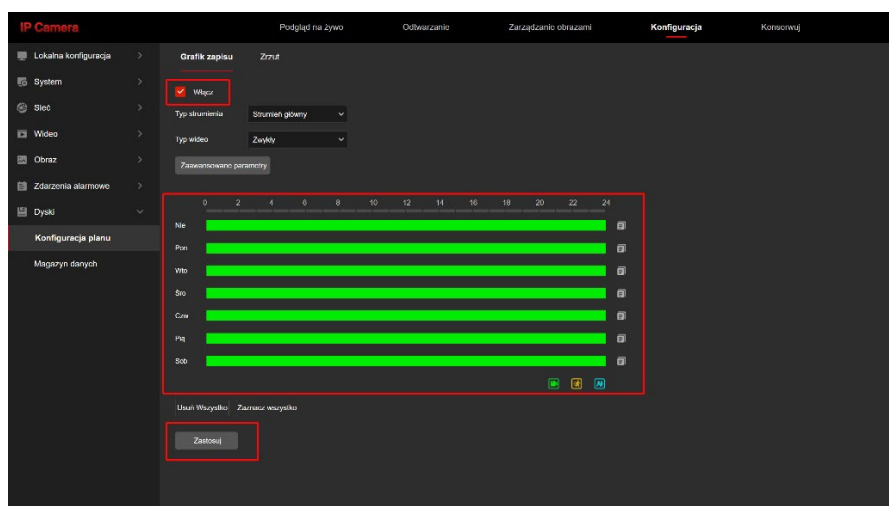 IP Camera
Podgląd na żywo
Odtwarzanie
Zarządzanie obrazami
Konfiguracja
Konserwuj
Lokalna konfiguracja
System
Sieć
Wideo
Obraz
Zdarzenia alarmowe
Dyski
Konfiguracja planu
Magazyn danych
Grafik zapisu
Zrzut
Włącz
Typ strumienia
Strumień główny
Typ wideo
Zwykły
Zaawansowane parametry
0 2 4 6 8 10 12 14 16 18 20 22 24
Nie
Pon
Wto
Śro
Czw
Pią
Sob
AI
Usuń Wszystko Zaznacz wszystko
Zastosuj